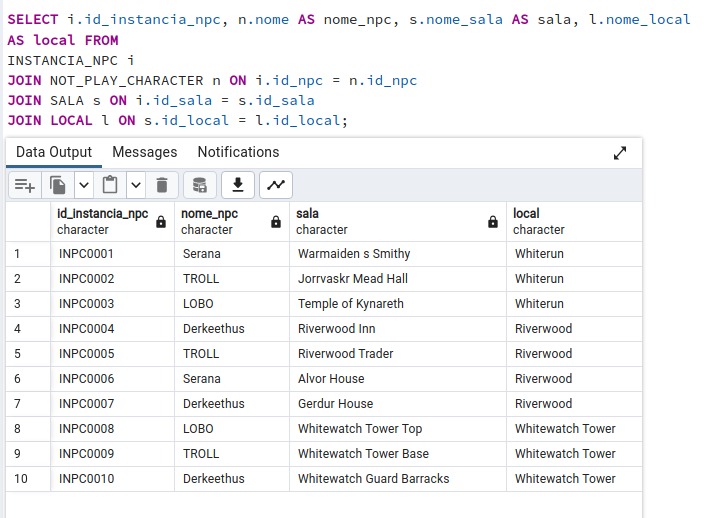 SELECT i.id_instancia_npc, n.nome AS nome_npc, s.nome_sala AS sala, l.nome_local
AS local FROM
INSTANCIA_NPC i
JOIN NOT_PLAY_CHARACTER n ON i.id_npc = n.id_npc
JOIN SALA s ON i.id_sala = s.id_sala
JOIN LOCAL l ON s.id_local = l.id_local;
Data Output Messages Notifications
id_instancia_npc nome_npc sala local
character character character character
1 INPC0001 Serana Warmaiden s Smithy Whiterun
2 INPC0002 TROLL Jorrvaskr Mead Hall Whiterun
3 INPC0003 LOBO Temple of Kynareth Whiterun
4 INPC0004 Derkeethus Riverwood Inn Riverwood
5 INPC0005 TROLL Riverwood Trader Riverwood
6 INPC0006 Serana Alvor House Riverwood
7 INPC0007 Derkeethus Gerdur House Riverwood
8 INPC0008 LOBO Whitewatch Tower Top Whitewatch Tower
9 INPC0009 TROLL Whitewatch Tower Base Whitewatch Tower
10 INPC0010 Derkeethus Whitewatch Guard Barracks Whitewatch Tower